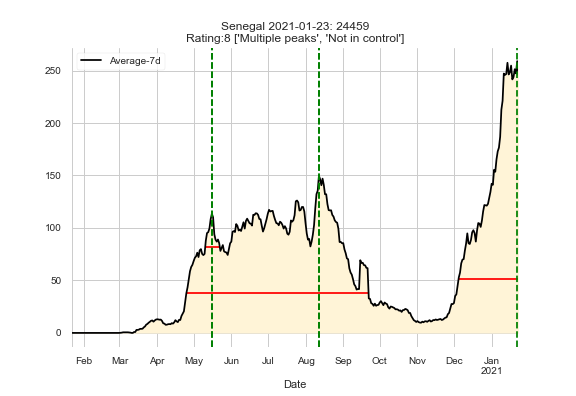 Senegal 2021-01-23: 24459
Rating:8 ['Multiple peaks', 'Not in control']
Average-7d
250
200
150
100
50
0
Feb Mar Apr May Jun Jul Aug Sep Oct Nov Dec Jan
2021
Date